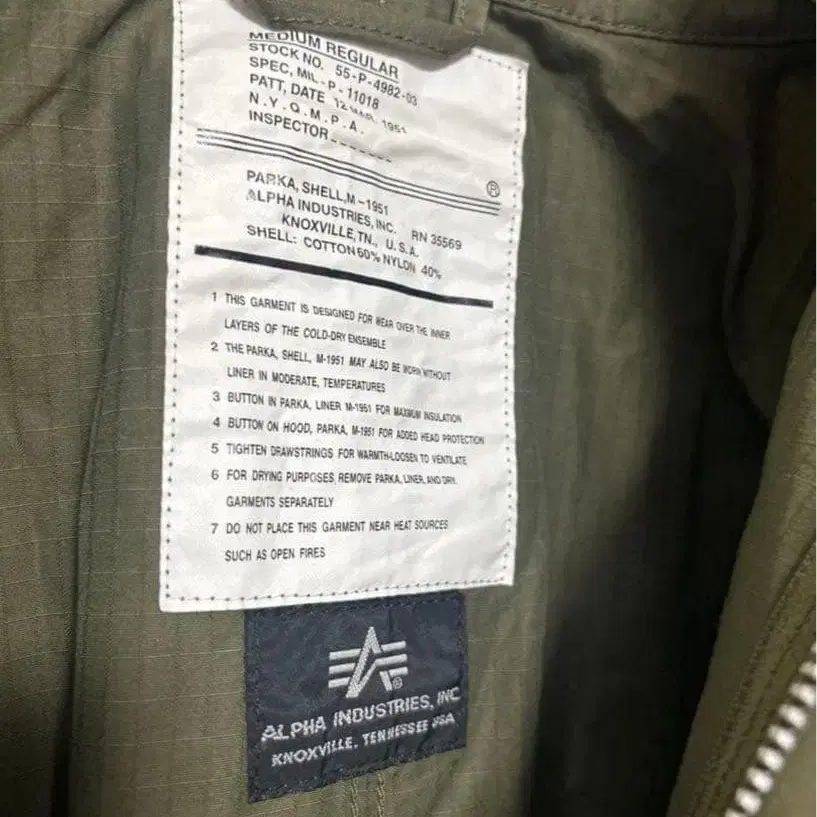 MEDIUM REGULAR
STOCK NO. 55-P-4982-03
SPEC, MIL-P-11018
PATT, DATE 12 MAR. 1951
N.Y.Q.M.P.A.
INSPECTOR
®
PARKA, SHELL,M-1951
ALPHA INDUSTRIES, INC. RN 35569
KNOXVILLE,TN., U.S.A.
SHELL: COTTON 60% NYLON 40%
1 THIS GARMENT IS DESIGNED FOR WEAR OVER THE INNER
LAYERS OF THE COLD-DRY ENSEMBLE
2 THE PARKA, SHELL, M-1951 MAY ALSO BE WORN WITHOUT
LINER IN MODERATE, TEMPERATURES
3 BUTTON IN PARKA, LINER M-1951 FOR MAXMUM INSULATION
4 BUTTON ON HOOD, PARKA, M-1951 FOR ADDED HEAD PROTECTION
5 TIGHTEN DRAWSTRINGS FOR WARMTH-LOOSEN TO VENTILATE
6 FOR DRYING PURPOSES, REMOVE PARKA, LINER, AND DRY.
GARMENTS SEPARATELY
7 DO NOT PLACE THIS GARMENT NEAR HEAT SOURCES
SUCH AS OPEN FIRES
®
ALPHA INDUSTRIES, INC
KNOXVILLE, TENNESSEE USA